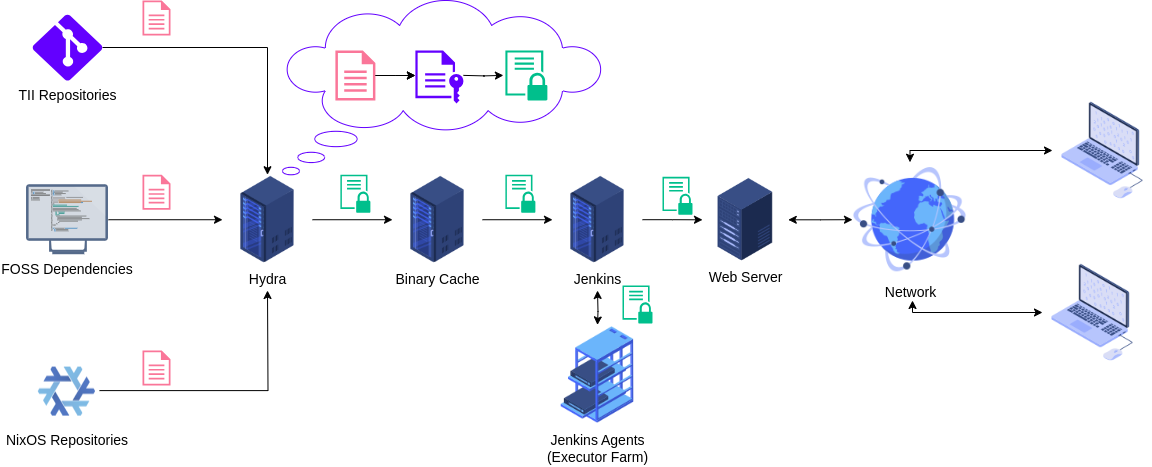 TII Repositories
FOSS Dependencies
Hydra
Binary Cache
Jenkins
Web Server
Network
NixOS Repositories
Jenkins Agents
(Executor Farm)